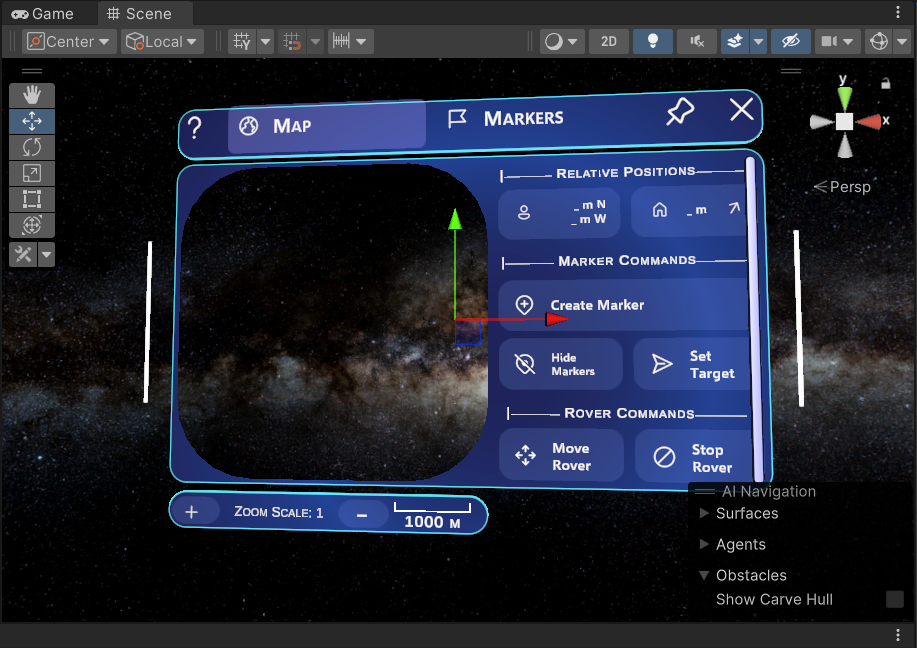 Game
Scene
Center
Local
2D
y
x
Persp
?
Map
Markers
Relative Positions
_ m N
_ m W
_ m
Marker Commands
Create Marker
Hide
Markers
Set
Target
Rover Commands
Move
Rover
Stop
Rover
+
Zoom Scale: 1
–
1000 m
AI Navigation
Surfaces
Agents
Obstacles
Show Carve Hull